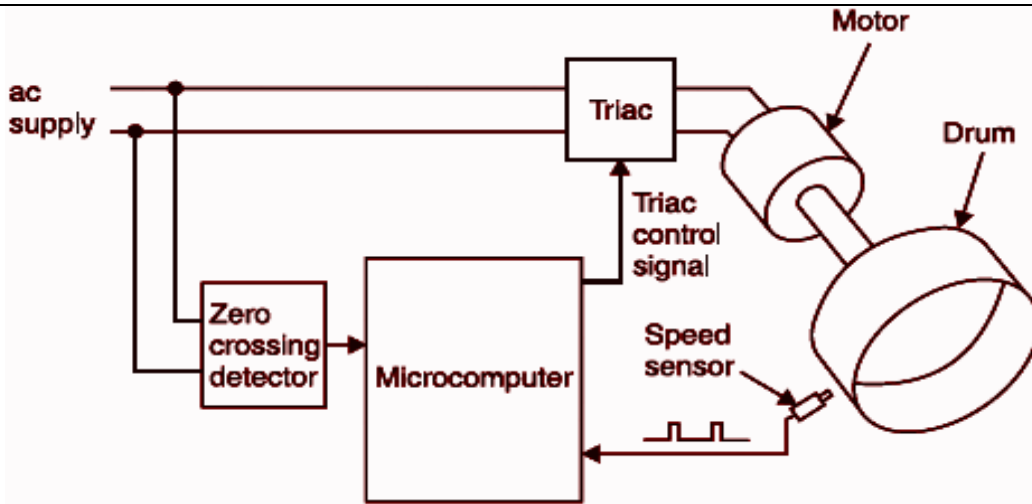 Motor
ac
supply
Triac
Drum
Triac
control
signal
Zero
crossing
detector
Microcomputer
Speed
sensor